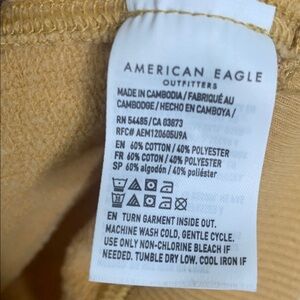 AMERICAN EAGLE
OUTFITTERS
MADE IN CAMBODIA/ FABRIQUÉ AU
CAMBODGE/ HECHO EN CAMBOYA/
RN 54485/CA 83873
RFC# AEM120605U9A
EN 60% COTTON/ 40% POLYESTER
FR 60% COTON/ 40% POLYESTER
SP 60% algodón/ 40% poliéster
EN TURN GARMENT INSIDE OUT.
MACHINE WASH COLD, GENTLE CYCLE.
USE ONLY NON-CHLORINE BLEACH IF
NEEDED. TUMBLE DRY LOW. COOL IRON IF